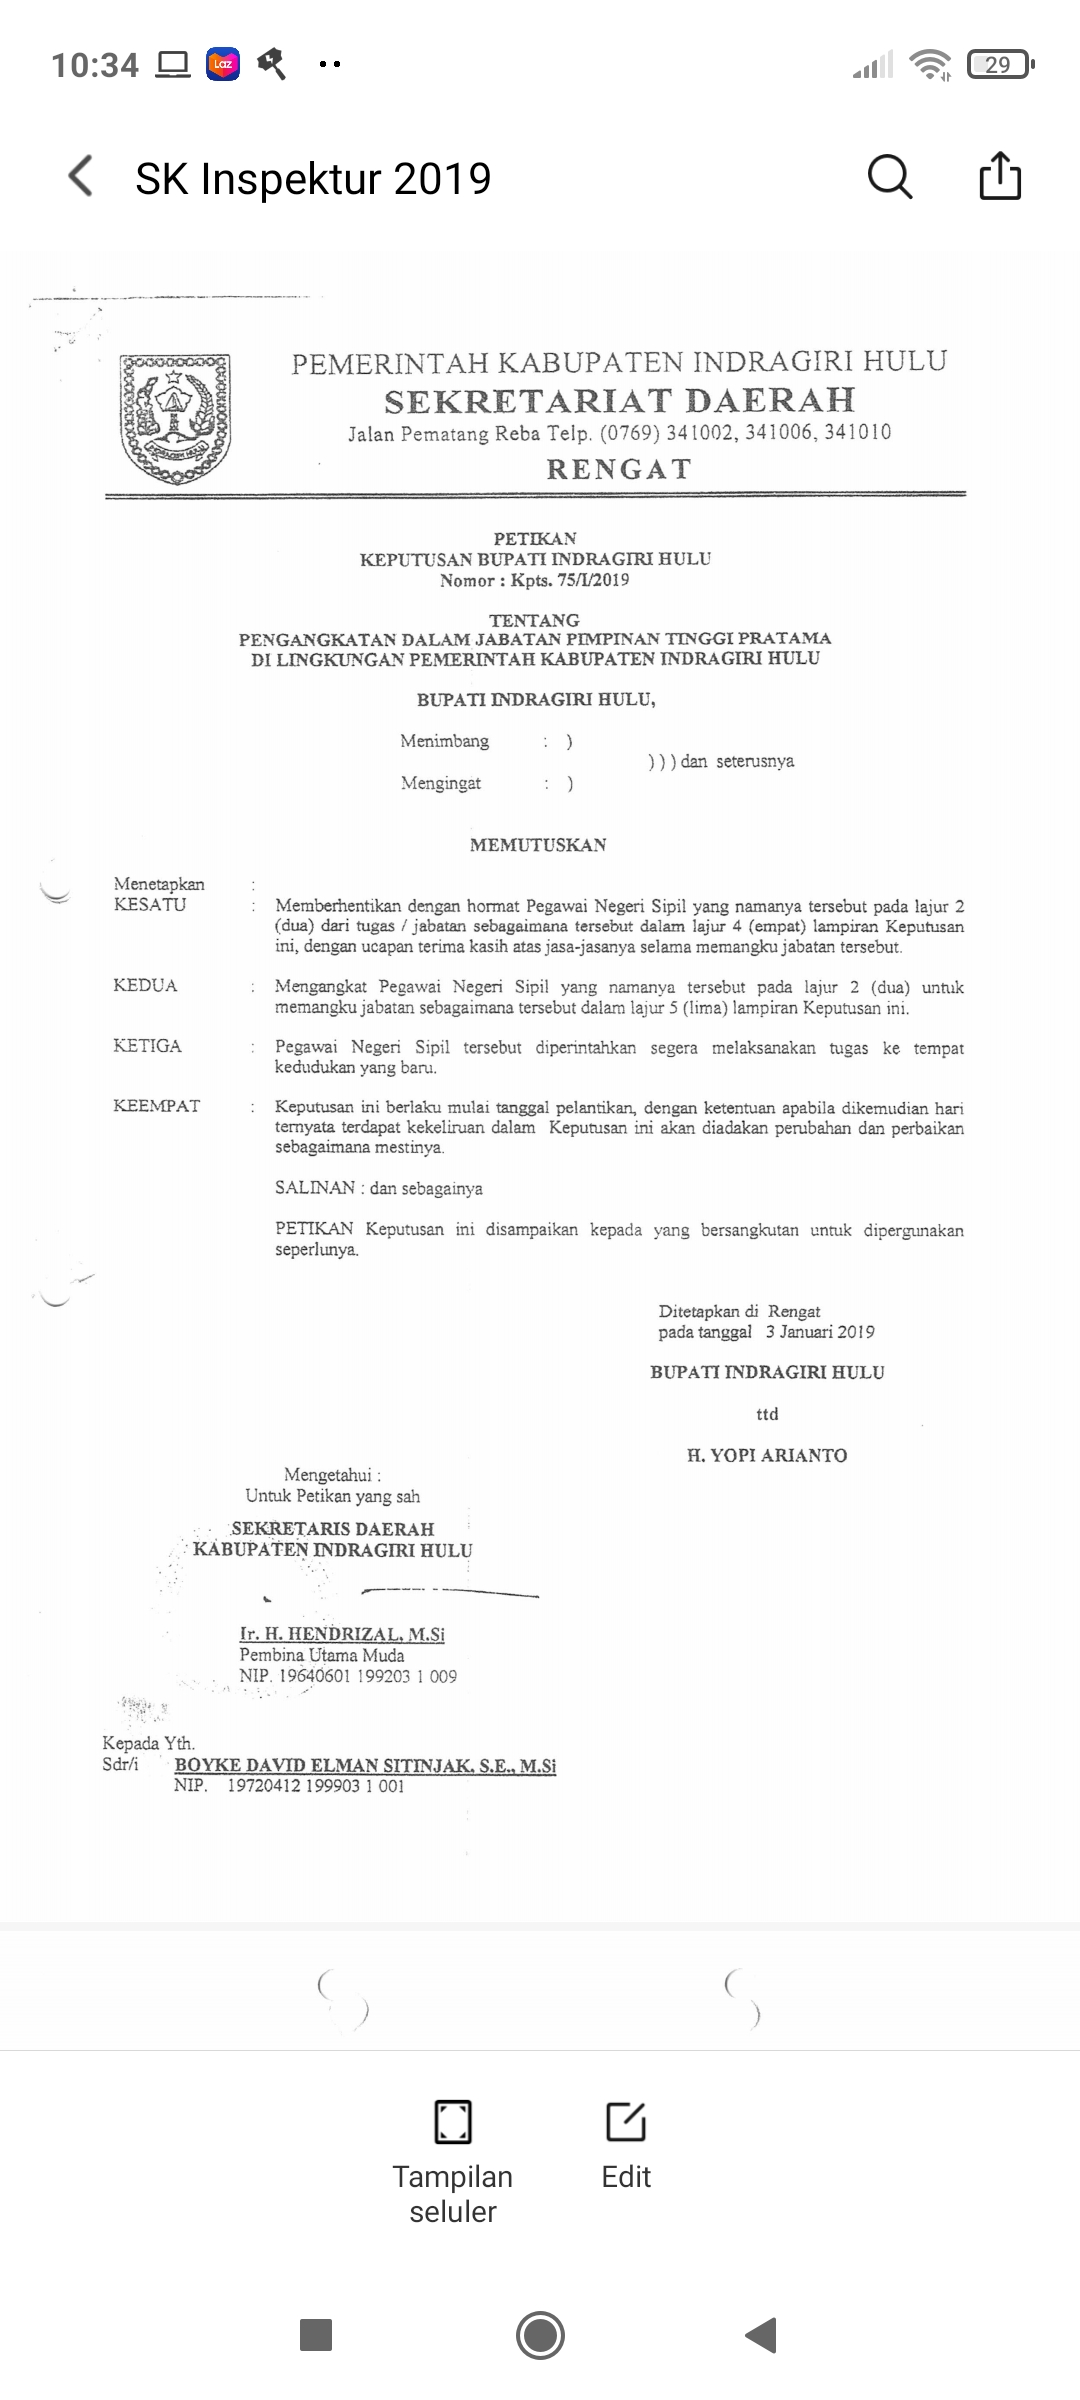 10:34
Laz
29
SK Inspektur 2019
PEMERINTAH KABUPATEN INDRAGIRI HULU
SEKRETARIAT DAERAH
Jalan Pematang Reba Telp. (0769) 341002, 341006, 341010
RENGAT
INDRAGIRI HULU
PETIKAN
KEPUTUSAN BUPATI INDRAGIRI HULU
Nomor : Kpts. 75/I/2019
TENTANG
PENGANGKATAN DALAM JABATAN PIMPINAN TINGGI PRATAMA
DI LINGKUNGAN PEMERINTAH KABUPATEN INDRAGIRI HULU
BUPATI INDRAGIRI HULU,
Menimbang : )
) ) ) dan seterusnya
Mengingat : )
MEMUTUSKAN
Menetapkan :
KESATU : Memberhentikan dengan hormat Pegawai Negeri Sipil yang namanya tersebut pada lajur 2
(dua) dari tugas / jabatan sebagaimana tersebut dalam lajur 4 (empat) lampiran Keputusan
ini, dengan ucapan terima kasih atas jasa-jasanya selama memangku jabatan tersebut.
KEDUA : Mengangkat Pegawai Negeri Sipil yang namanya tersebut pada lajur 2 (dua) untuk
memangku jabatan sebagaimana tersebut dalam lajur 5 (lima) lampiran Keputusan ini.
KETIGA : Pegawai Negeri Sipil tersebut diperintahkan segera melaksanakan tugas ke tempat
kedudukan yang baru.
KEEMPAT : Keputusan ini berlaku mulai tanggal pelantikan, dengan ketentuan apabila dikemudian hari
ternyata terdapat kekeliruan dalam Keputusan ini akan diadakan perubahan dan perbaikan
sebagaimana mestinya.
SALINAN : dan sebagainya
PETIKAN Keputusan ini disampaikan kepada yang bersangkutan untuk dipergunakan
seperlunya.
Ditetapkan di Rengat
pada tanggal 3 Januari 2019
BUPATI INDRAGIRI HULU
ttd
H. YOPI ARIANTO
Mengetahui :
Untuk Petikan yang sah
SEKRETARIS DAERAH
KABUPATEN INDRAGIRI HULU
Ir. H. HENDRIZAL, M.Si
Pembina Utama Muda
NIP. 19640601 199203 1 009
Kepada Yth.
Sdr/i BOYKE DAVID ELMAN SITINJAK, S.E., M.Si
NIP. 19720412 199903 1 001
Tampilan
seluler
Edit